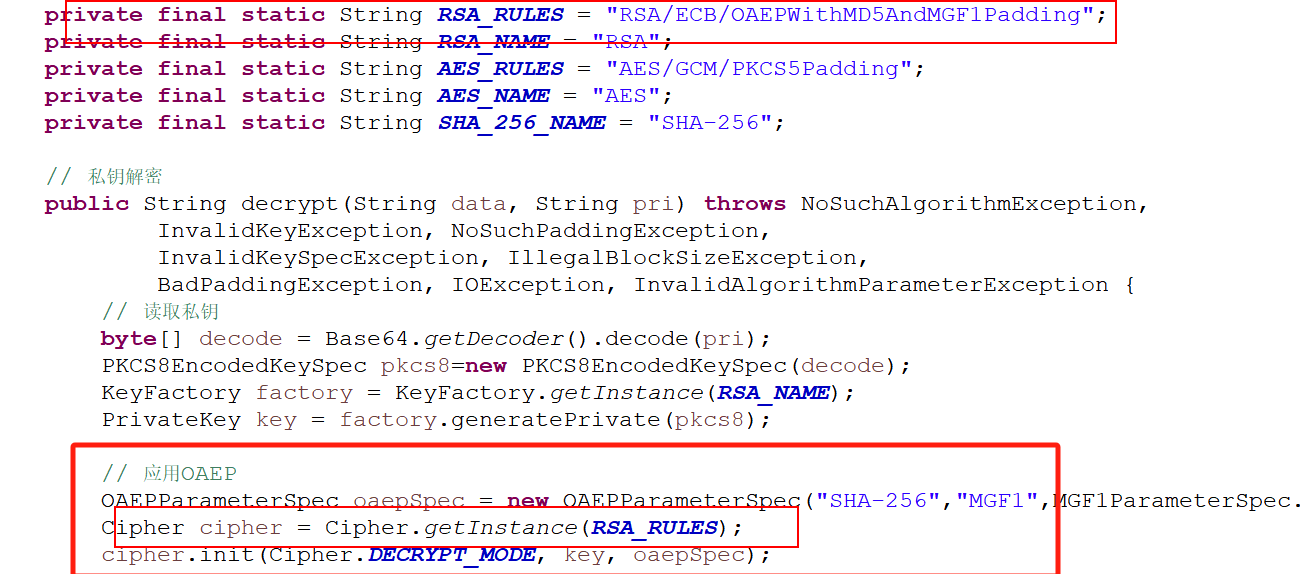 private final static String RSA_RULES = "RSA/ECB/OAEPWithMD5AndMGF1Padding";
private final static String RSA_NAME = "RSA";
private final static String AES_RULES = "AES/GCM/PKCS5Padding";
private final static String AES_NAME = "AES";
private final static String SHA_256_NAME = "SHA-256";
// 私钥解密
public String decrypt(String data, String pri) throws NoSuchAlgorithmException,
InvalidKeyException, NoSuchPaddingException,
InvalidKeySpecException, IllegalBlockSizeException,
BadPaddingException, IOException, InvalidAlgorithmParameterException {
// 读取私钥
byte[] decode = Base64.getDecoder().decode(pri);
PKCS8EncodedKeySpec pkcs8=new PKCS8EncodedKeySpec(decode);
KeyFactory factory = KeyFactory.getInstance(RSA_NAME);
PrivateKey key = factory.generatePrivate(pkcs8);
// 应用OAEP
OAEPParameterSpec oaepSpec = new OAEPParameterSpec("SHA-256","MGF1",MGF1ParameterSpec.
Cipher cipher = Cipher.getInstance(RSA_RULES);
cipher.init(Cipher.DECRYPT_MODE, key, oaepSpec);